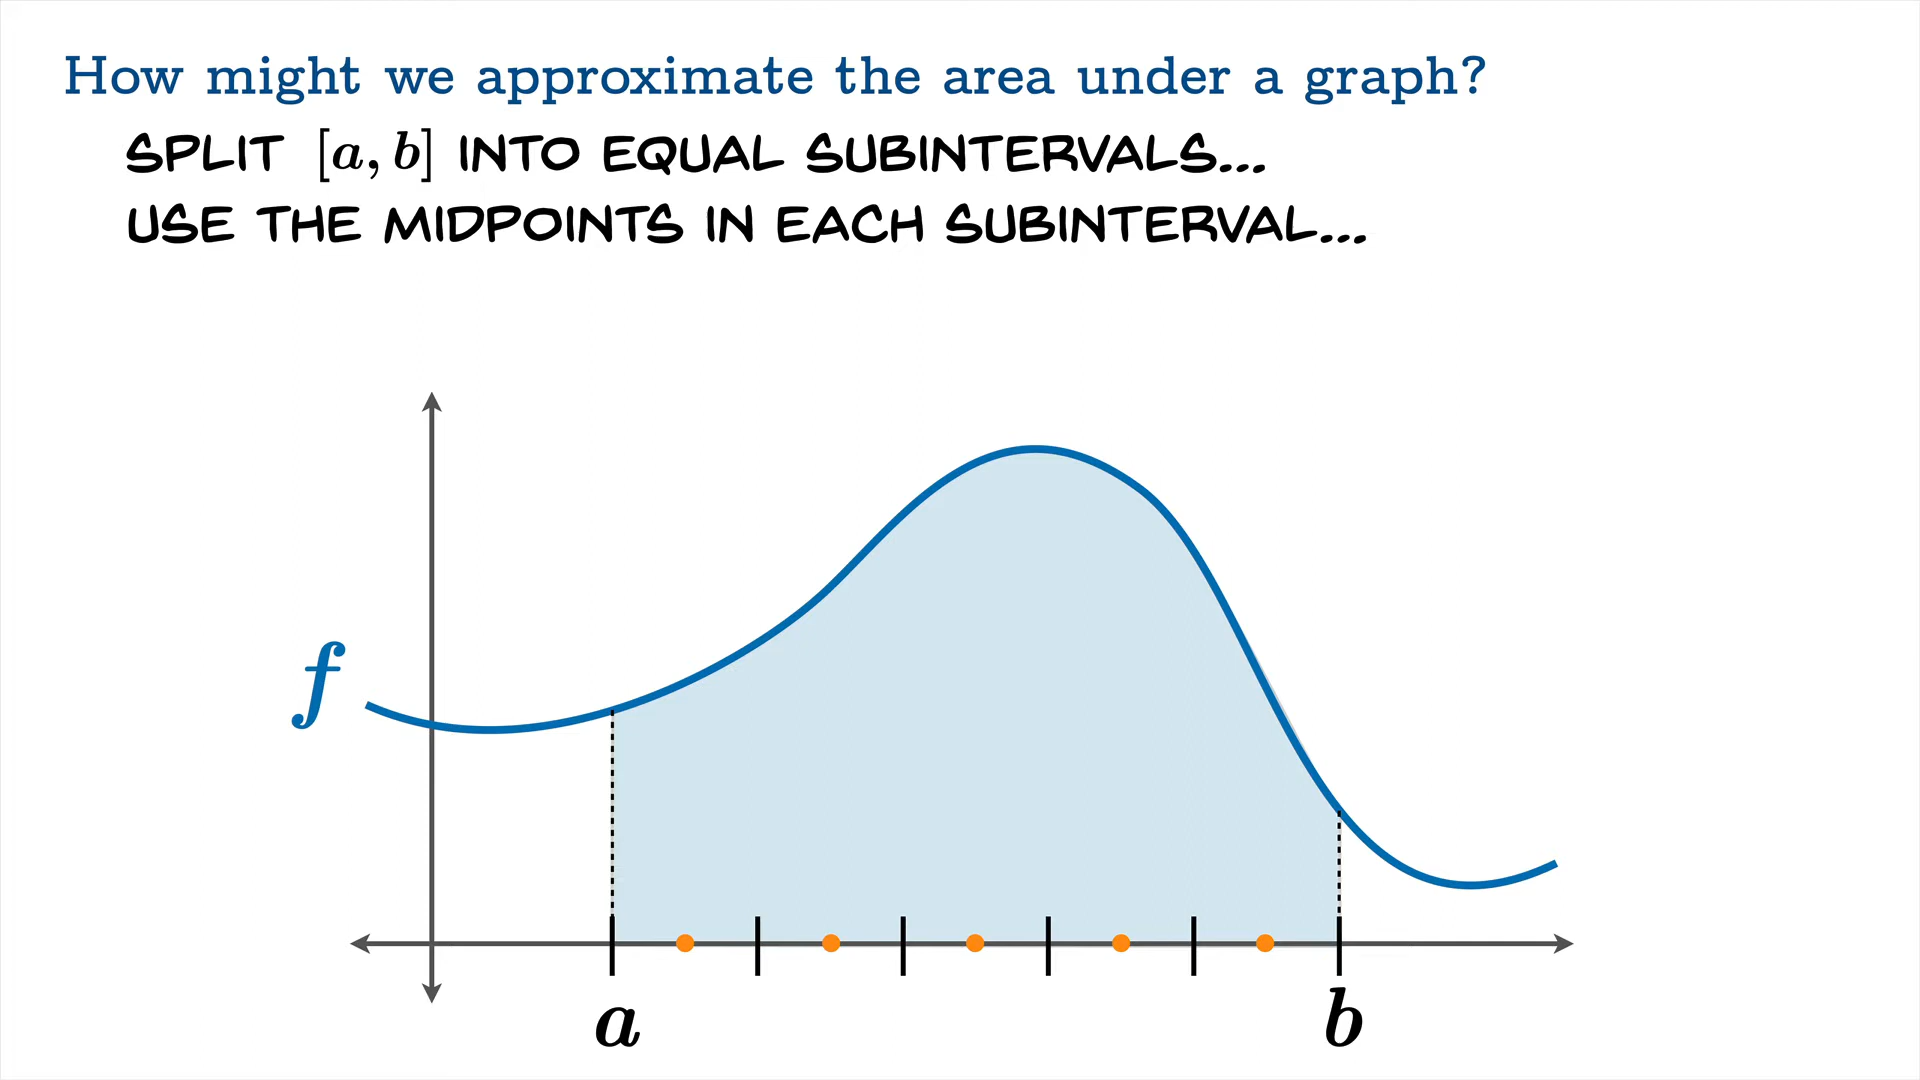 How might we approximate the area under a graph?
SPLIT [a, b] INTO EQUAL SUBINTERVALS...
USE THE MIDPOINTS IN EACH SUBINTERVAL...
f
a
b